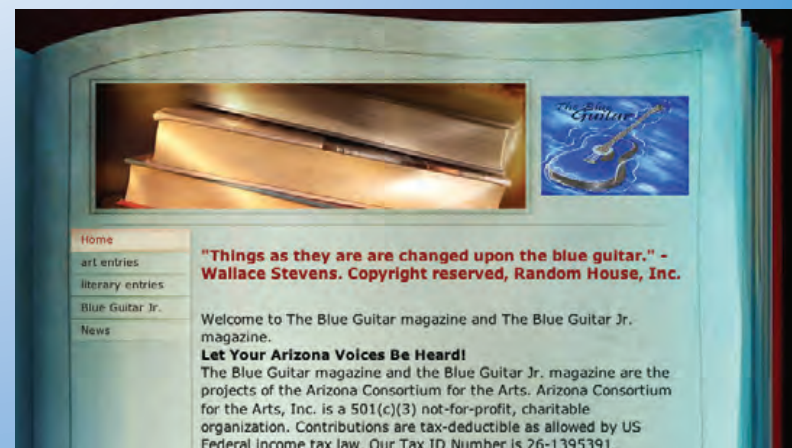 The Blue
Guitar
Home
art entries
literary entries
Blue Guitar Jr.
News
"Things as they are are changed upon the blue guitar." -
Wallace Stevens. Copyright reserved, Random House, Inc.
Welcome to The Blue Guitar magazine and The Blue Guitar Jr.
magazine.
Let Your Arizona Voices Be Heard!
The Blue Guitar magazine and the Blue Guitar Jr. magazine are the
projects of the Arizona Consortium for the Arts. Arizona Consortium
for the Arts, Inc. is a 501(c)(3) not-for-profit, charitable
organization. Contributions are tax-deductible as allowed by US
Federal income tax law. Our Tax ID Number is 26-1395391.